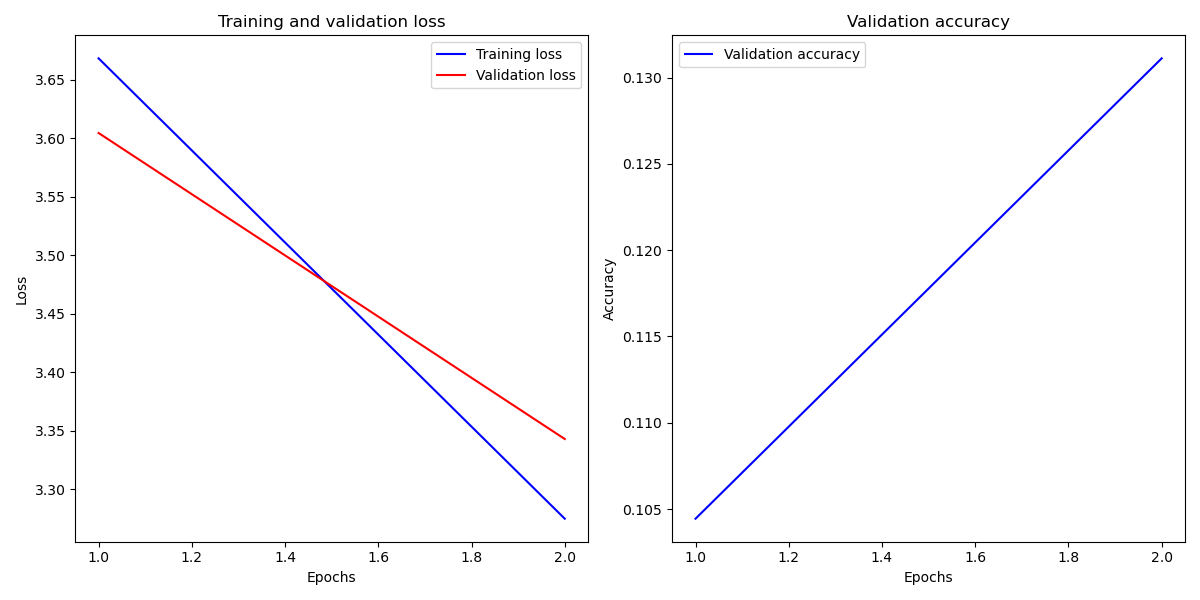 Training and validation loss
Training loss
Validation loss
3.65
3.60
3.55
3.50
3.45
3.40
3.35
3.30
Loss
1.0 1.2 1.4 1.6 1.8 2.0
Epochs
Validation accuracy
Validation accuracy
0.130
0.125
0.120
0.115
0.110
0.105
Accuracy
1.0 1.2 1.4 1.6 1.8 2.0
Epochs